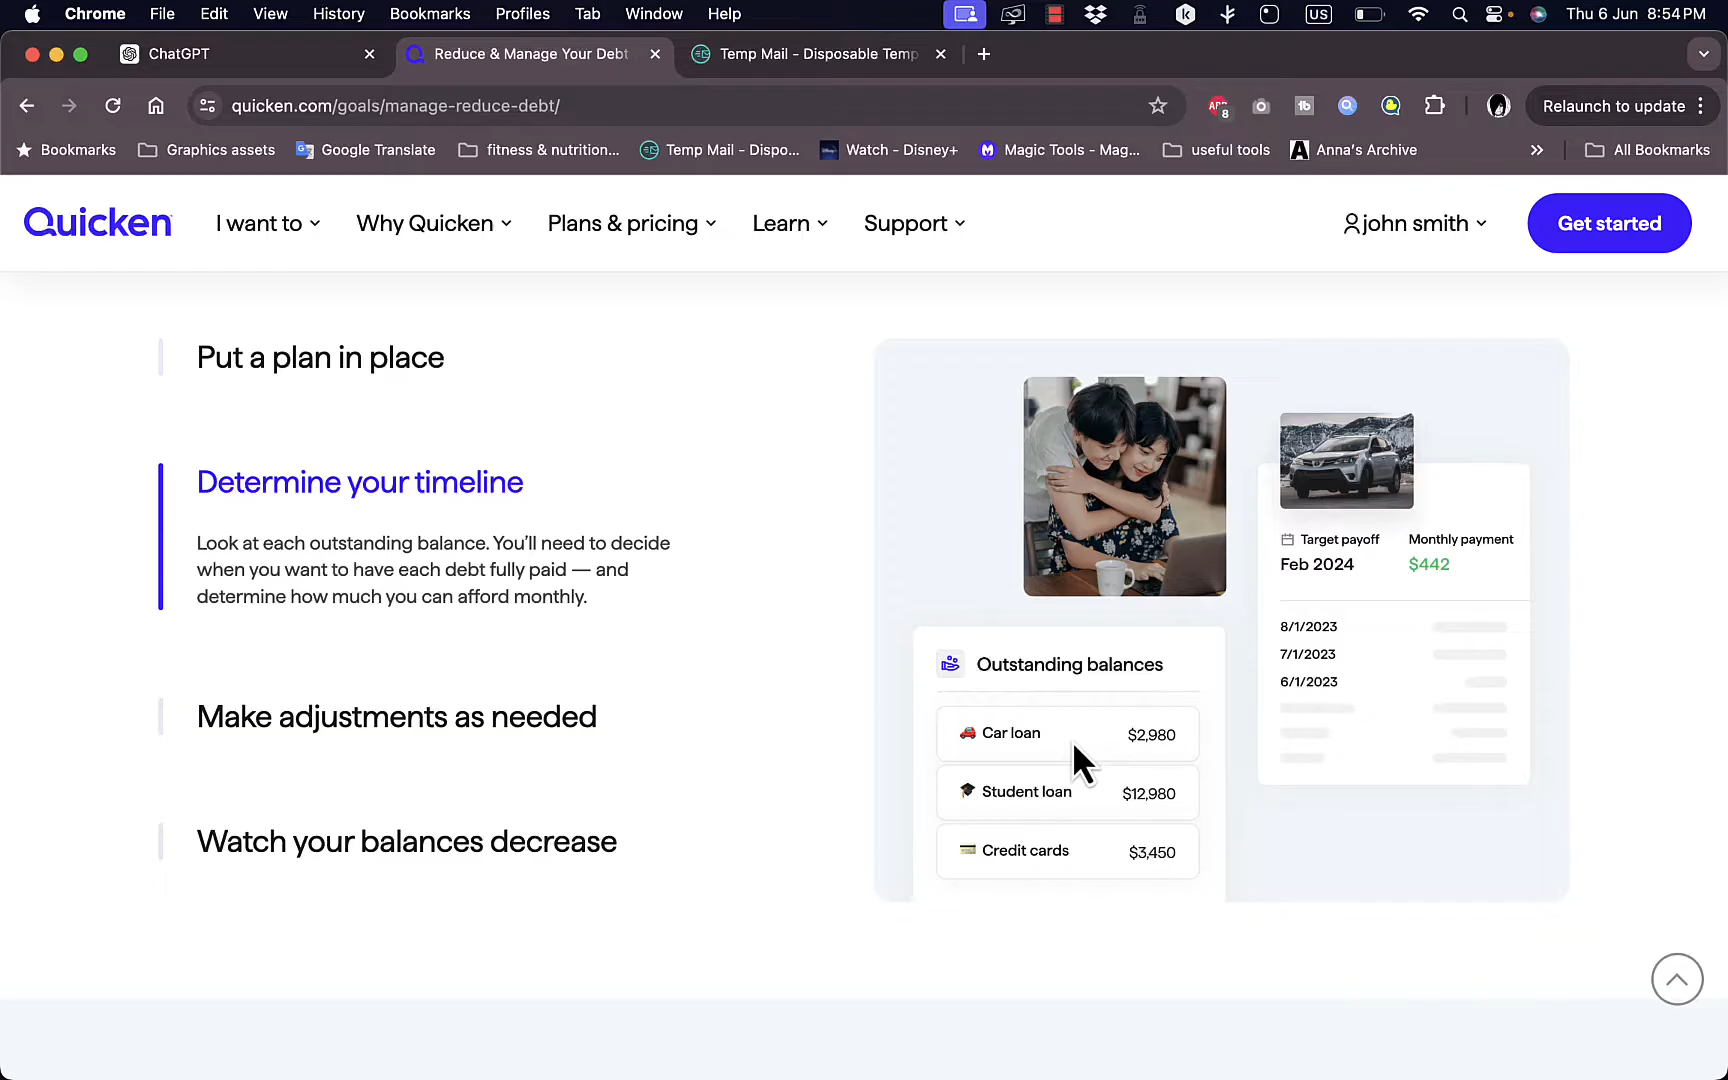 Chrome File Edit View History Bookmarks Profiles Tab Window Help US Thu 6 Jun 8:54 PM
ChatGPT Reduce & Manage Your Debt Temp Mail - Disposable Temp
quicken.com/goals/manage-reduce-debt/ ABP 8 tb Relaunch to update
Bookmarks Graphics assets Google Translate fitness & nutrition... Temp Mail - Dispo... Watch - Disney+ Magic Tools - Mag... useful tools Anna's Archive All Bookmarks
Quicken I want to Why Quicken Plans & pricing Learn Support john smith Get started
Put a plan in place
Determine your timeline
Look at each outstanding balance. You’ll need to decide
when you want to have each debt fully paid — and
determine how much you can afford monthly.
Make adjustments as needed
Watch your balances decrease
Outstanding balances
Car loan $2,980
Student loan $12,980
Credit cards $3,450
Target payoff Monthly payment
Feb 2024 $442
8/1/2023
7/1/2023
6/1/2023